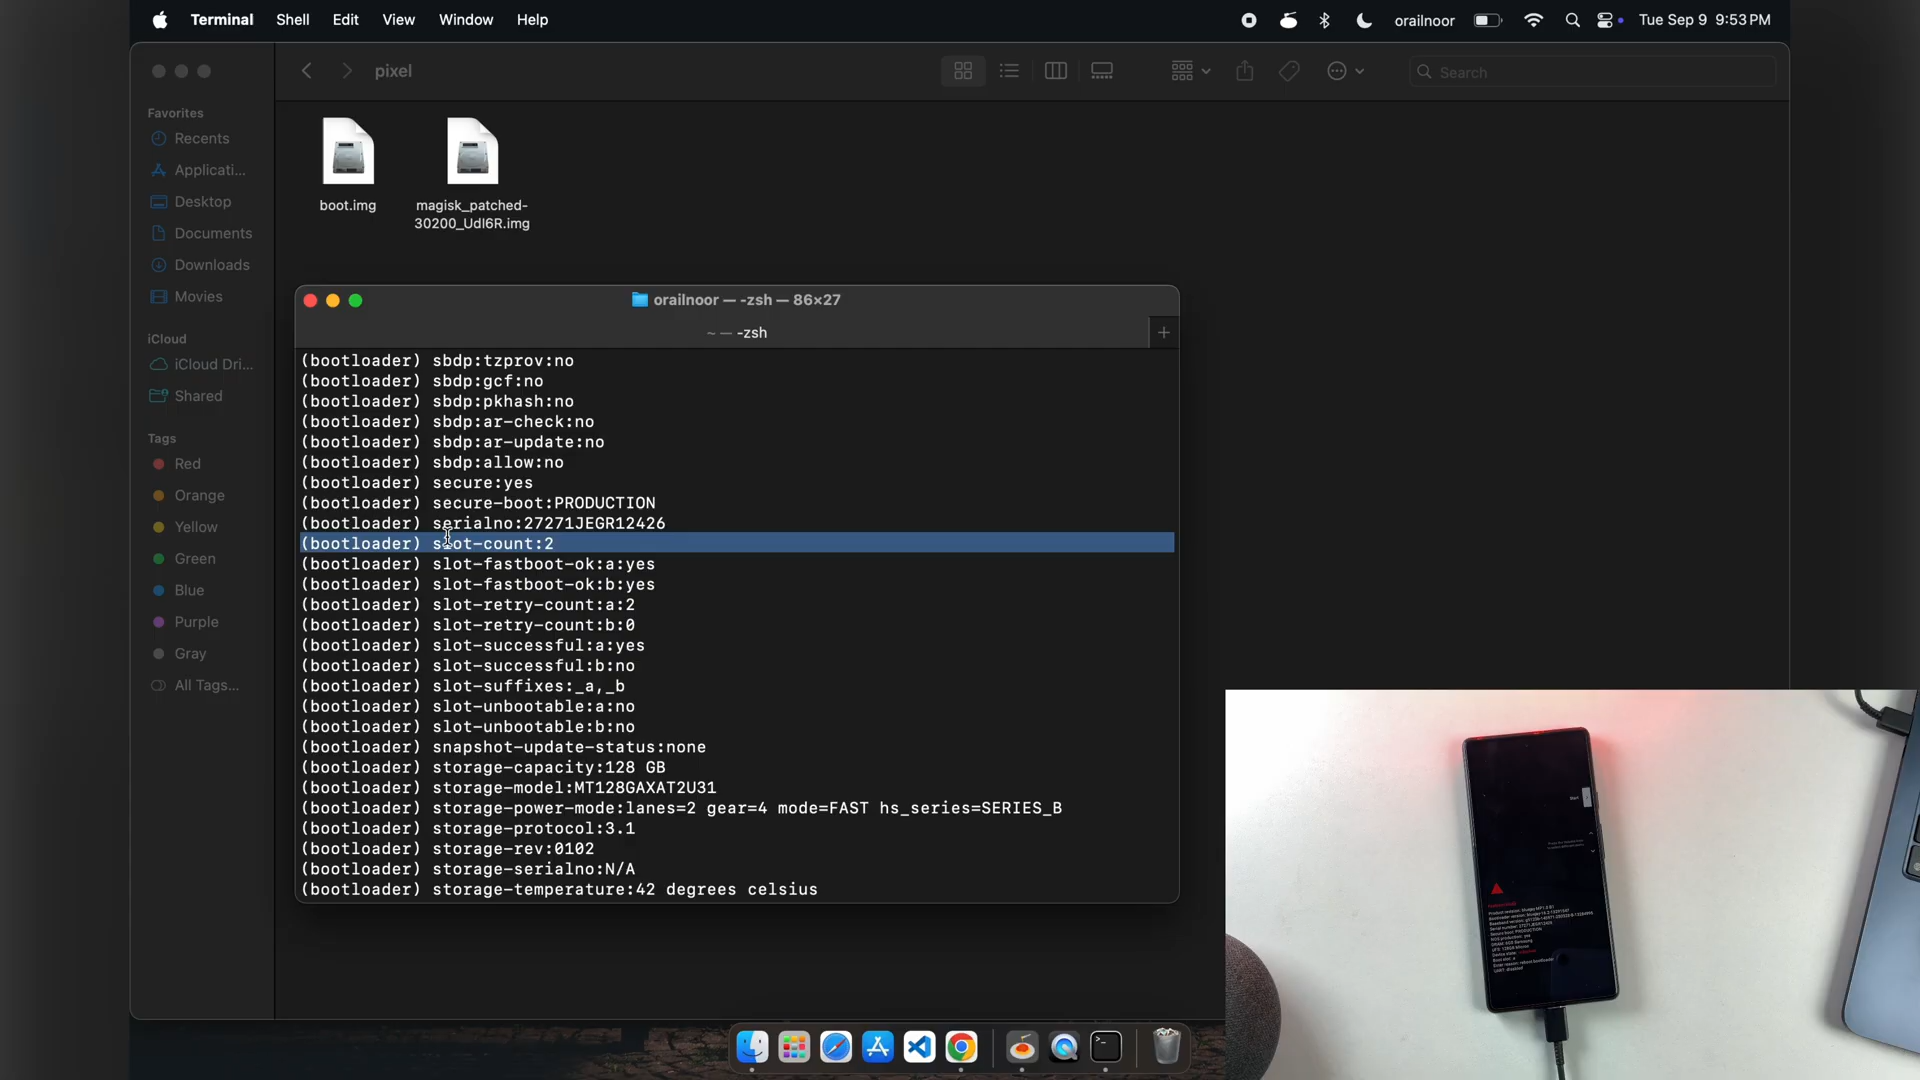 Terminal Shell Edit View Window Help
orailnoor Tue Sep 9 9:53PM
pixel
Search
Favorites
Recents
Applicati...
Desktop
Documents
Downloads
Movies
iCloud
iCloud Dri...
Shared
Tags
Red
Orange
Yellow
Green
Blue
Purple
Gray
All Tags...
boot.img
magisk_patched-
30200_UdI6R.img
orailnoor — -zsh — 86×27
~ — -zsh
(bootloader) sbdp:tzprov:no
(bootloader) sbdp:gcf:no
(bootloader) sbdp:pkhash:no
(bootloader) sbdp:ar-check:no
(bootloader) sbdp:ar-update:no
(bootloader) sbdp:allow:no
(bootloader) secure:yes
(bootloader) secure-boot:PRODUCTION
(bootloader) serialno:27271JEGR12426
(bootloader) slot-count:2
(bootloader) slot-fastboot-ok:a:yes
(bootloader) slot-fastboot-ok:b:yes
(bootloader) slot-retry-count:a:2
(bootloader) slot-retry-count:b:0
(bootloader) slot-successful:a:yes
(bootloader) slot-successful:b:no
(bootloader) slot-suffixes:_a,_b
(bootloader) slot-unbootable:a:no
(bootloader) slot-unbootable:b:no
(bootloader) snapshot-update-status:none
(bootloader) storage-capacity:128 GB
(bootloader) storage-model:MT128GAXAT2U31
(bootloader) storage-power-mode:lanes=2 gear=4 mode=FAST hs_series=SERIES_B
(bootloader) storage-protocol:3.1
(bootloader) storage-rev:0102
(bootloader) storage-serialno:N/A
(bootloader) storage-temperature:42 degrees celsius
Start